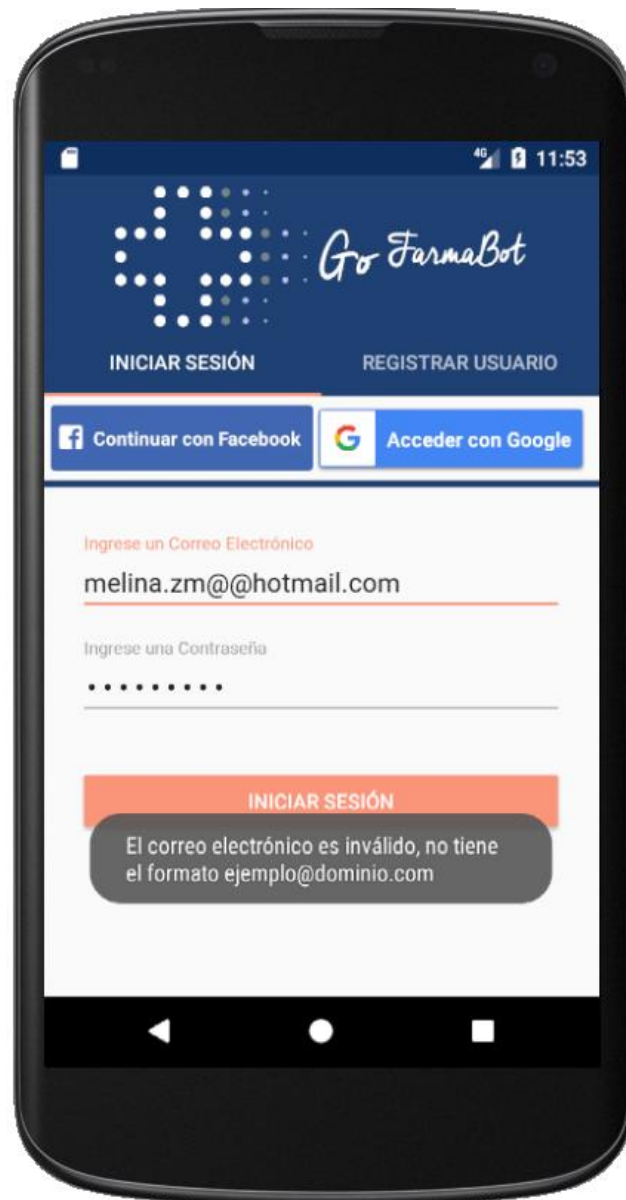 4G 11:53
Go FarmaBot
INICIAR SESIÓN REGISTRAR USUARIO
f Continuar con Facebook G Acceder con Google
Ingrese un Correo Electrónico
melina.zm@@hotmail.com
Ingrese una Contraseña
•••••••••
INICIAR SESIÓN
El correo electrónico es inválido, no tiene
el formato ejemplo@dominio.com